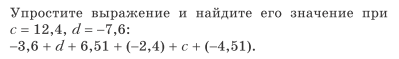 Упростите выражение и найдите его значение при
c = 12,4, d = –7,6:
–3,6 + d + 6,51 + (–2,4) + c + (–4,51).